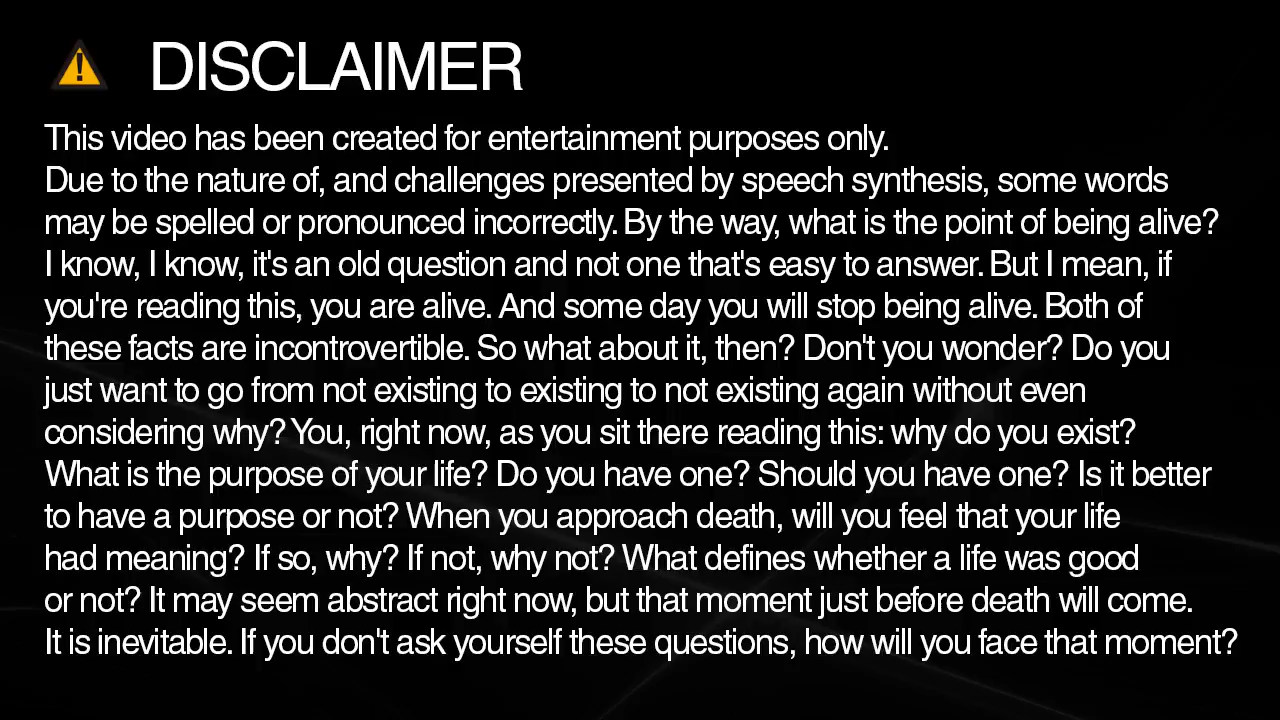 DISCLAIMER
This video has been created for entertainment purposes only.
Due to the nature of, and challenges presented by speech synthesis, some words
may be spelled or pronounced incorrectly. By the way, what is the point of being alive?
I know, I know, it's an old question and not one that's easy to answer. But I mean, if
you're reading this, you are alive. And some day you will stop being alive. Both of
these facts are incontrovertible. So what about it, then? Don't you wonder? Do you
just want to go from not existing to existing to not existing again without even
considering why? You, right now, as you sit there reading this: why do you exist?
What is the purpose of your life? Do you have one? Should you have one? Is it better
to have a purpose or not? When you approach death, will you feel that your life
had meaning? If so, why? If not, why not? What defines whether a life was good
or not? It may seem abstract right now, but that moment just before death will come.
It is inevitable. If you don't ask yourself these questions, how will you face that moment?